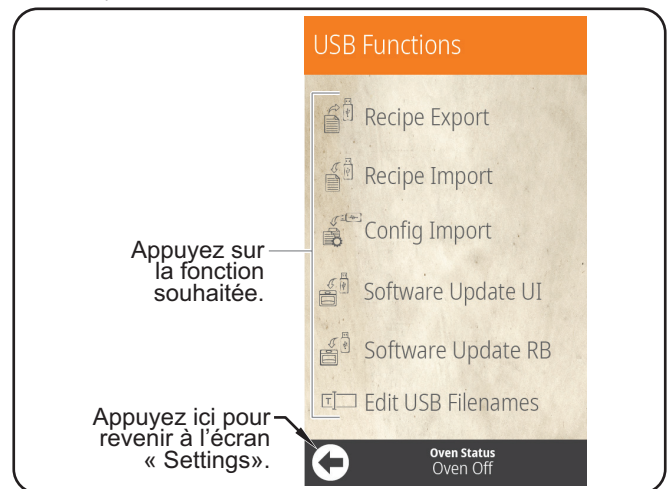 USB Functions
Recipe Export
Recipe Import
Config Import
Software Update UI
Software Update RB
Edit USB Filenames
Appuyez sur
la fonction
souhaitée.
Appuyez ici pour
revenir à l’écran
« Settings».
Oven Status
Oven Off